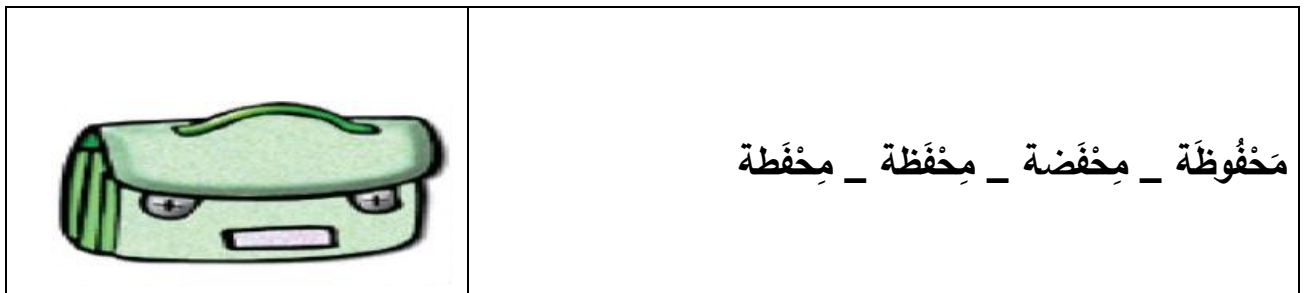 مَحْفُوظَة _ مِحْفَضة _ مِحْفَظة _ مِحْفَطة